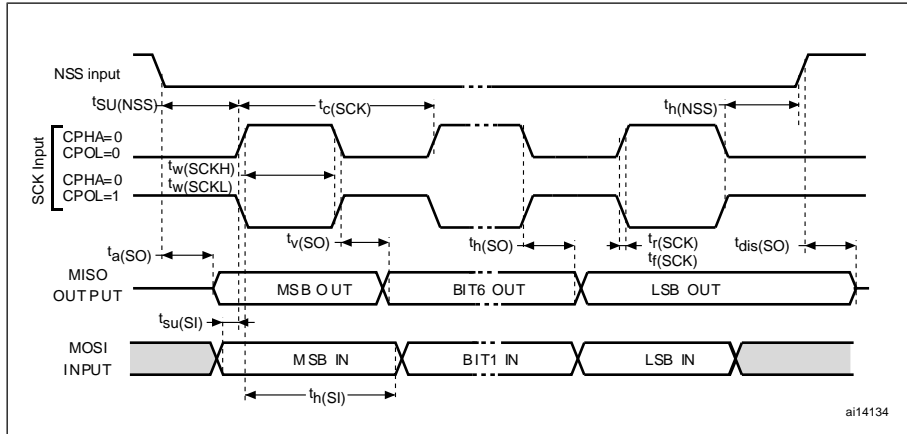 NSS input
tSU(NSS)
tc(SCK)
th(NSS)
SCK Input
CPHA=0
CPOL=0
tw(SCKH)
CPHA=0
tw(SCKL)
CPOL=1
ta(SO)
tv(SO)
th(SO)
tr(SCK)
tf(SCK)
tdis(SO)
MISO
OUTPUT
MSB OUT
BIT6 OUT
LSB OUT
tsu(SI)
MOSI
INPUT
MSB IN
BIT1 IN
LSB IN
th(SI)
ai14134